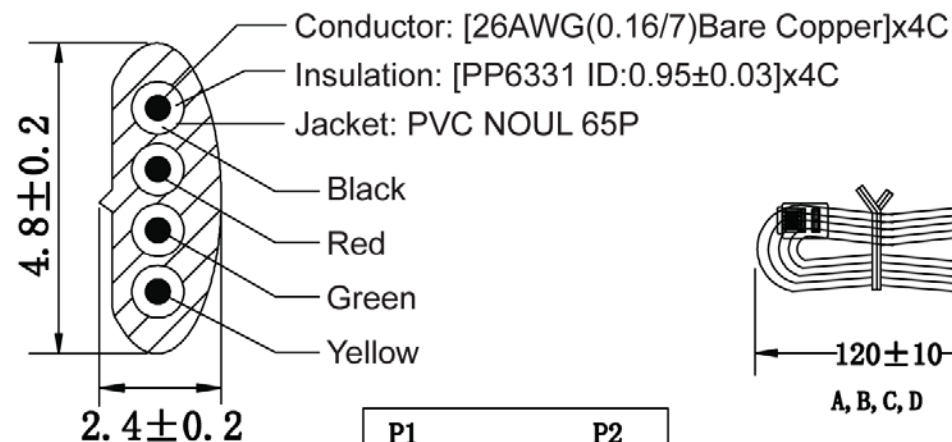 Conductor: [26AWG(0.16/7)Bare Copper]x4C
Insulation: [PP6331 ID:0.95±0.03]x4C
Jacket: PVC NOUL 65P
4.8±0.2
Black
Red
Green
Yellow
2.4±0.2
120±10
A, B, C, D
P1 P2